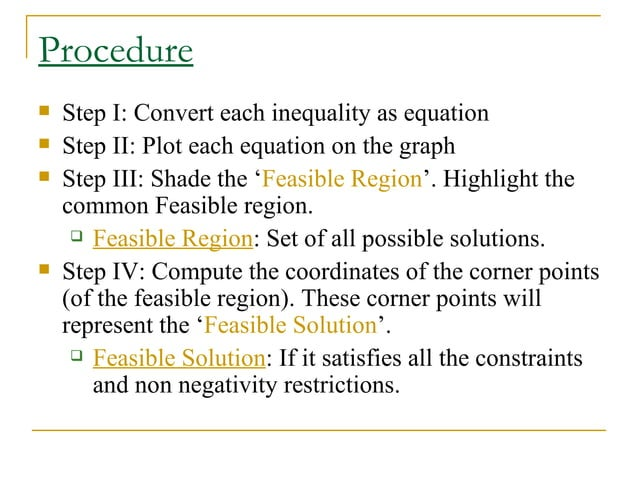 Procedure
Step I: Convert each inequality as equation
Step II: Plot each equation on the graph
Step III: Shade the ‘Feasible Region’. Highlight the
common Feasible region.
Feasible Region: Set of all possible solutions.
Step IV: Compute the coordinates of the corner points
(of the feasible region). These corner points will
represent the ‘Feasible Solution’.
Feasible Solution: If it satisfies all the constraints
and non negativity restrictions.